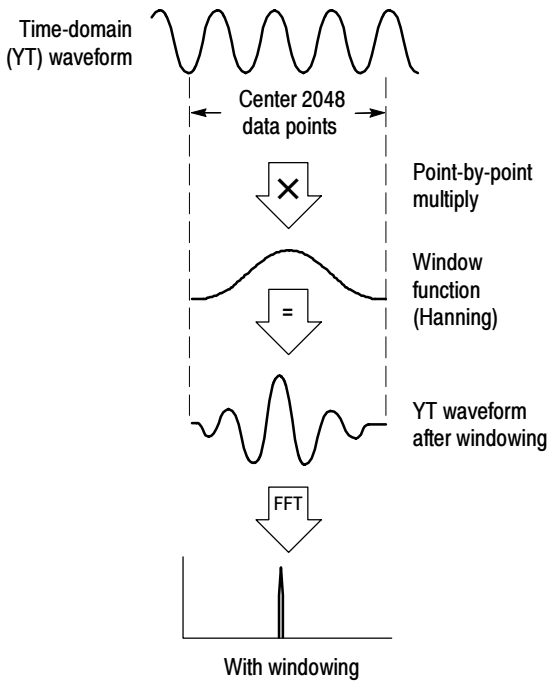 Time-domain
(YT) waveform
Center 2048
data points
Point-by-point
multiply
×
Window
function
(Hanning)
=
YT waveform
after windowing
FFT
With windowing